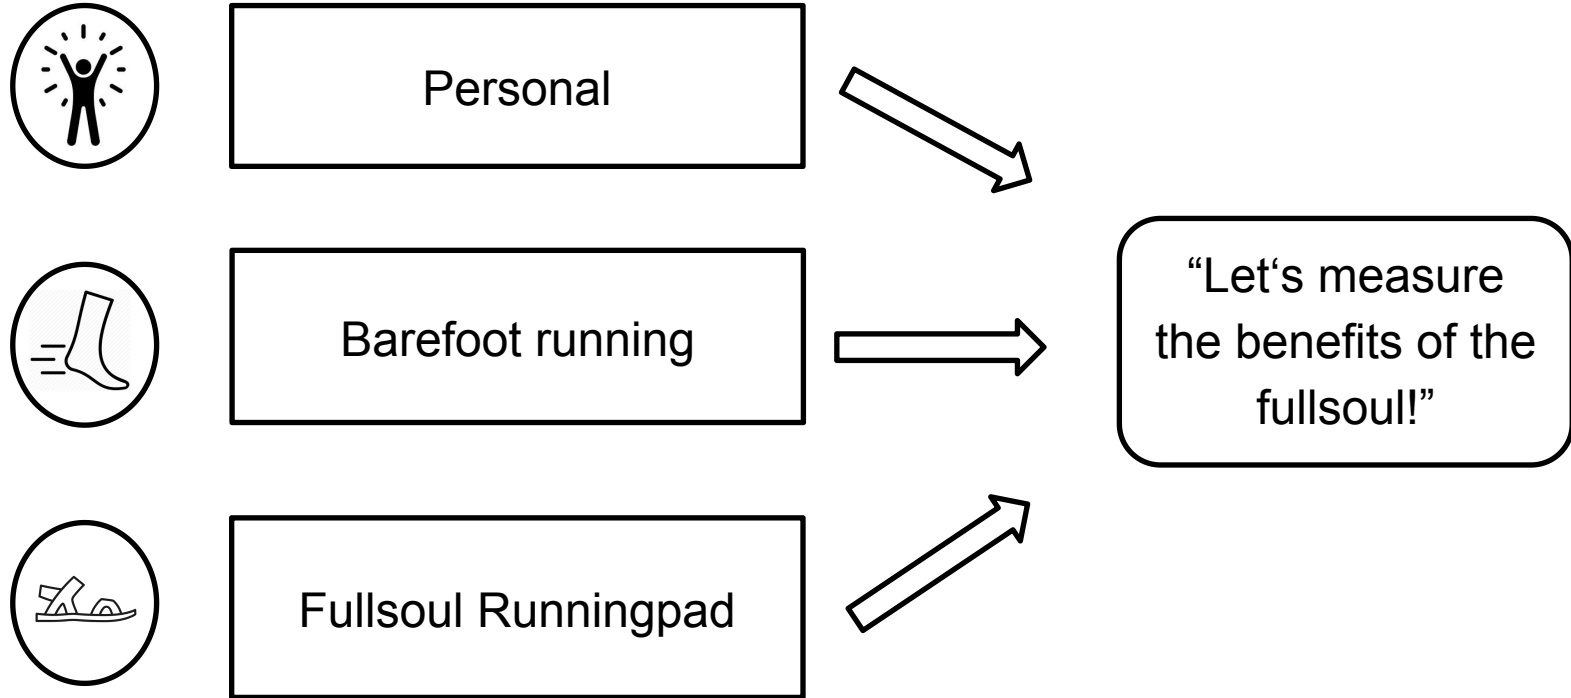 Personal
Barefoot running
“Let‘s measure
the benefits of the
fullsoul!”
Fullsoul Runningpad